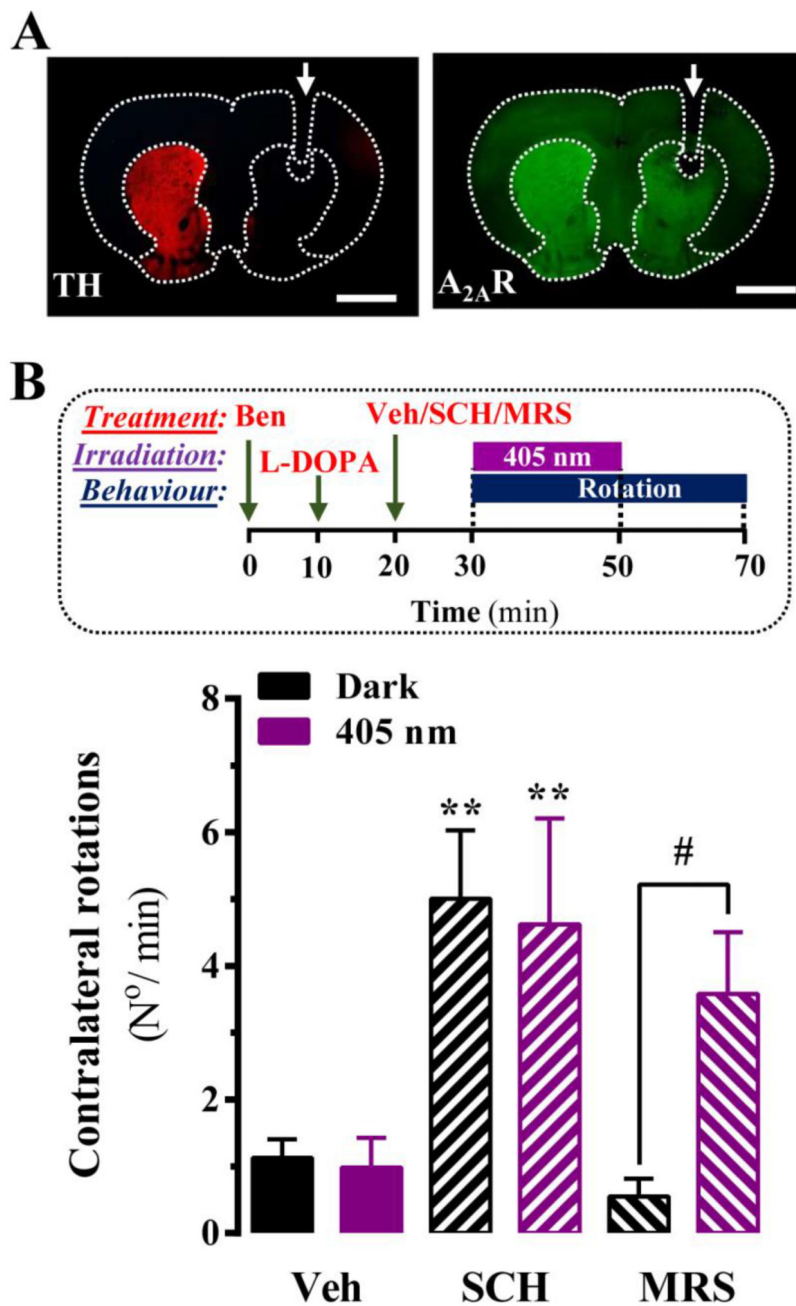 A
TH
A2AR
B
Treatment: Ben
Veh/SCH/MRS
Irradiation:
L-DOPA
405 nm
Behaviour:
Rotation
0 10 20 30 50 70
Time (min)
Contralateral rotations
(Nº/ min)
8
6
4
2
0
Dark
405 nm
** **
#
Veh SCH MRS